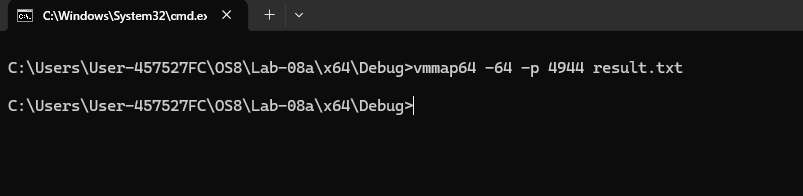 C:\Windows\System32\cmd.ex
C:\Users\User-457527FC\OS8\Lab-08a\x64\Debug>vmmap64 -64 -p 4944 result.txt
C:\Users\User-457527FC\OS8\Lab-08a\x64\Debug>